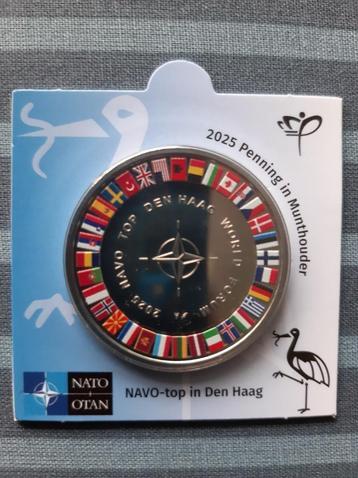 2025 Penning in Munthouder
2025 NAVO TOP DEN HAAG WORLD FORUM
NATO
OTAN
NAVO-top in Den Haag